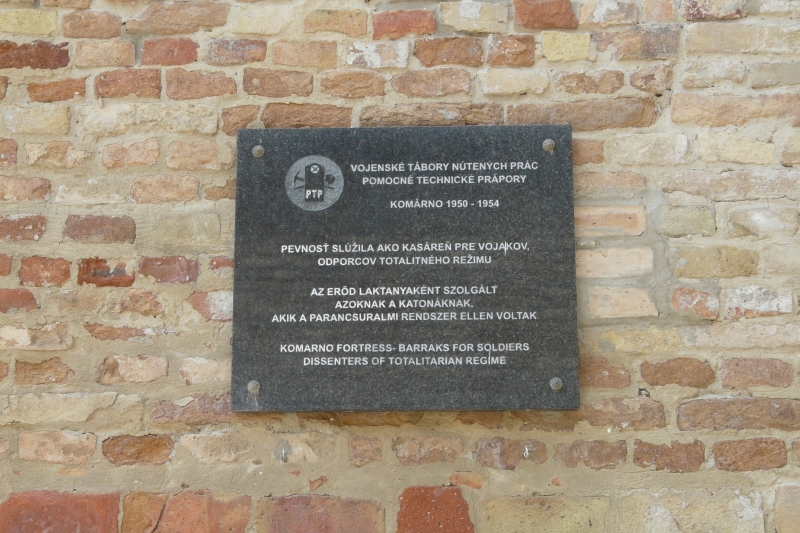 PTP
VOJENSKÉ TÁBORY NÚTENÝCH PRÁC
POMOCNÉ TECHNICKÉ PRÁPORY
KOMÁRNO 1950 - 1954
PEVNOSŤ SLÚŽILA AKO KASÁREŇ PRE VOJAKOV,
ODPORCOV TOTALITNÉHO REŽIMU
AZ ERŐD LAKTANYAKÉNT SZOLGÁLT
AZOKNAK A KATONÁKNAK,
AKIK A PARANCSURALMI RENDSZER ELLEN VOLTAK
KOMARNO FORTRESS- BARRAKS FOR SOLDIERS
DISSENTERS OF TOTALITARIAN REGÍME